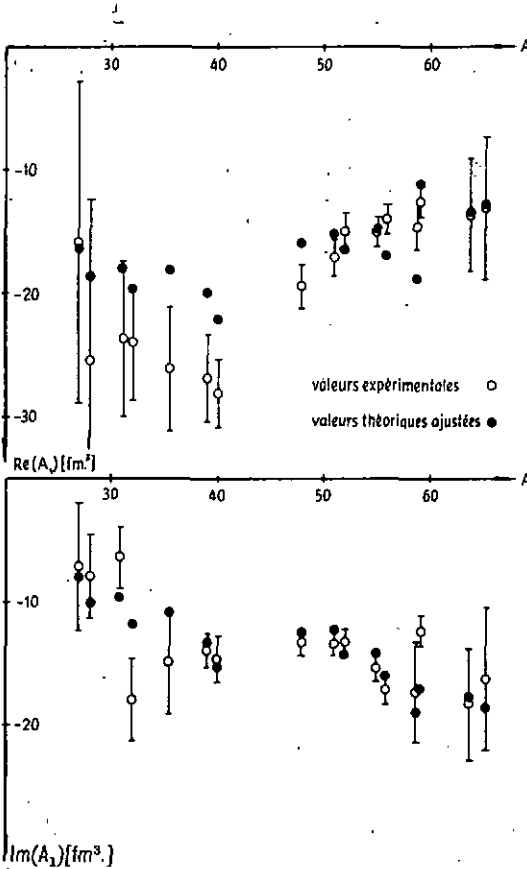 30 40 50 60 A
-10
-20
valeurs expérimentales ○
valeurs théoriques ajustées ●
-30
Re(A₁)[fm³]
30 40 50 60 A
-10
-20
Im(A₁)[fm³.]